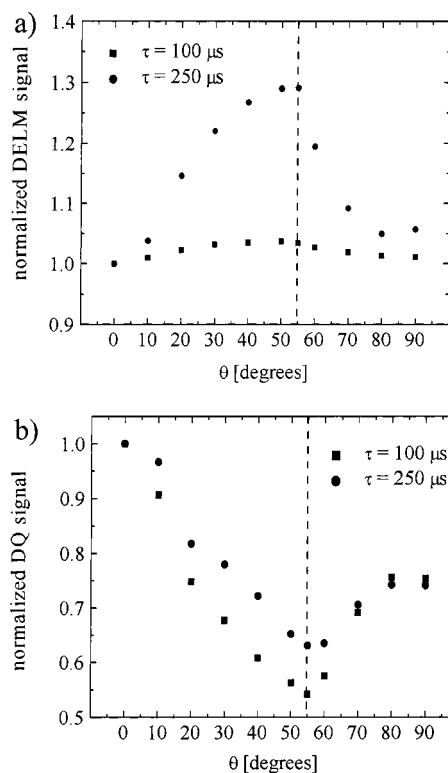 a)
1.4
1.3
1.2
1.1
1.0
0.9
normalized DELM signal
τ = 100 μs
τ = 250 μs
0 10 20 30 40 50 60 70 80 90
θ [degrees]
b)
1.0
0.9
0.8
0.7
0.6
0.5
normalized DQ signal
τ = 100 μs
τ = 250 μs
0 10 20 30 40 50 60 70 80 90
θ [degrees]